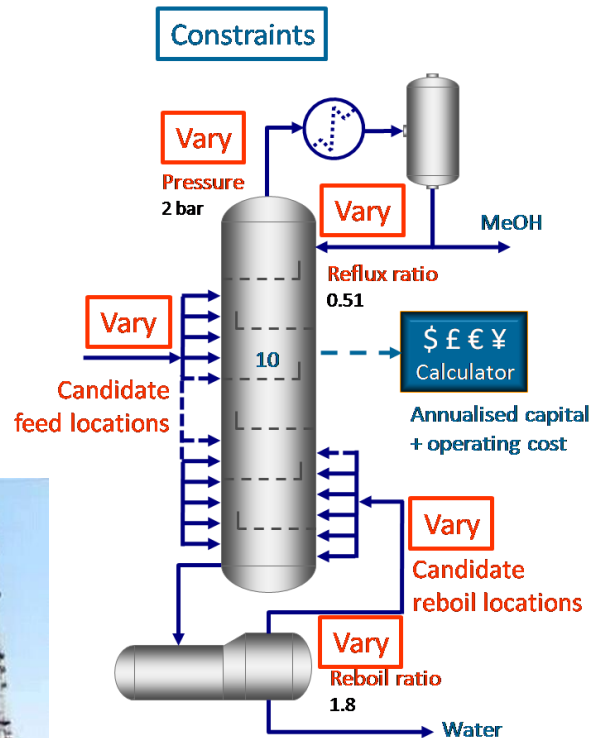 Constraints
Vary
Pressure
2 bar
Vary
MeOH
Reflux ratio
0.51
Vary
10
$ £ € ¥
Calculator
Candidate
feed locations
Annualised capital
+ operating cost
Vary
Candidate
reboil locations
Vary
Reboil ratio
1.8
Water